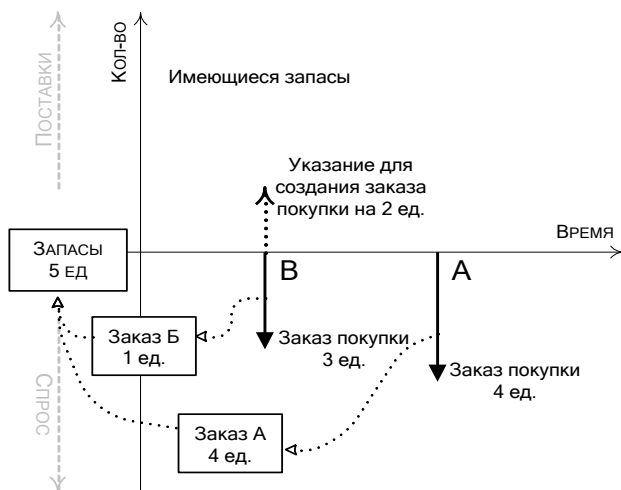 ПОСТАВКИ
КОЛ-ВО
Имеющиеся запасы
Указание для
создания заказа
покупки на 2 ед.
ВРЕМЯ
ЗАПАСЫ
5 ЕД
В
А
Заказ Б
1 ед.
Заказ покупки
3 ед.
Заказ покупки
4 ед.
СПРОС
Заказ А
4 ед.